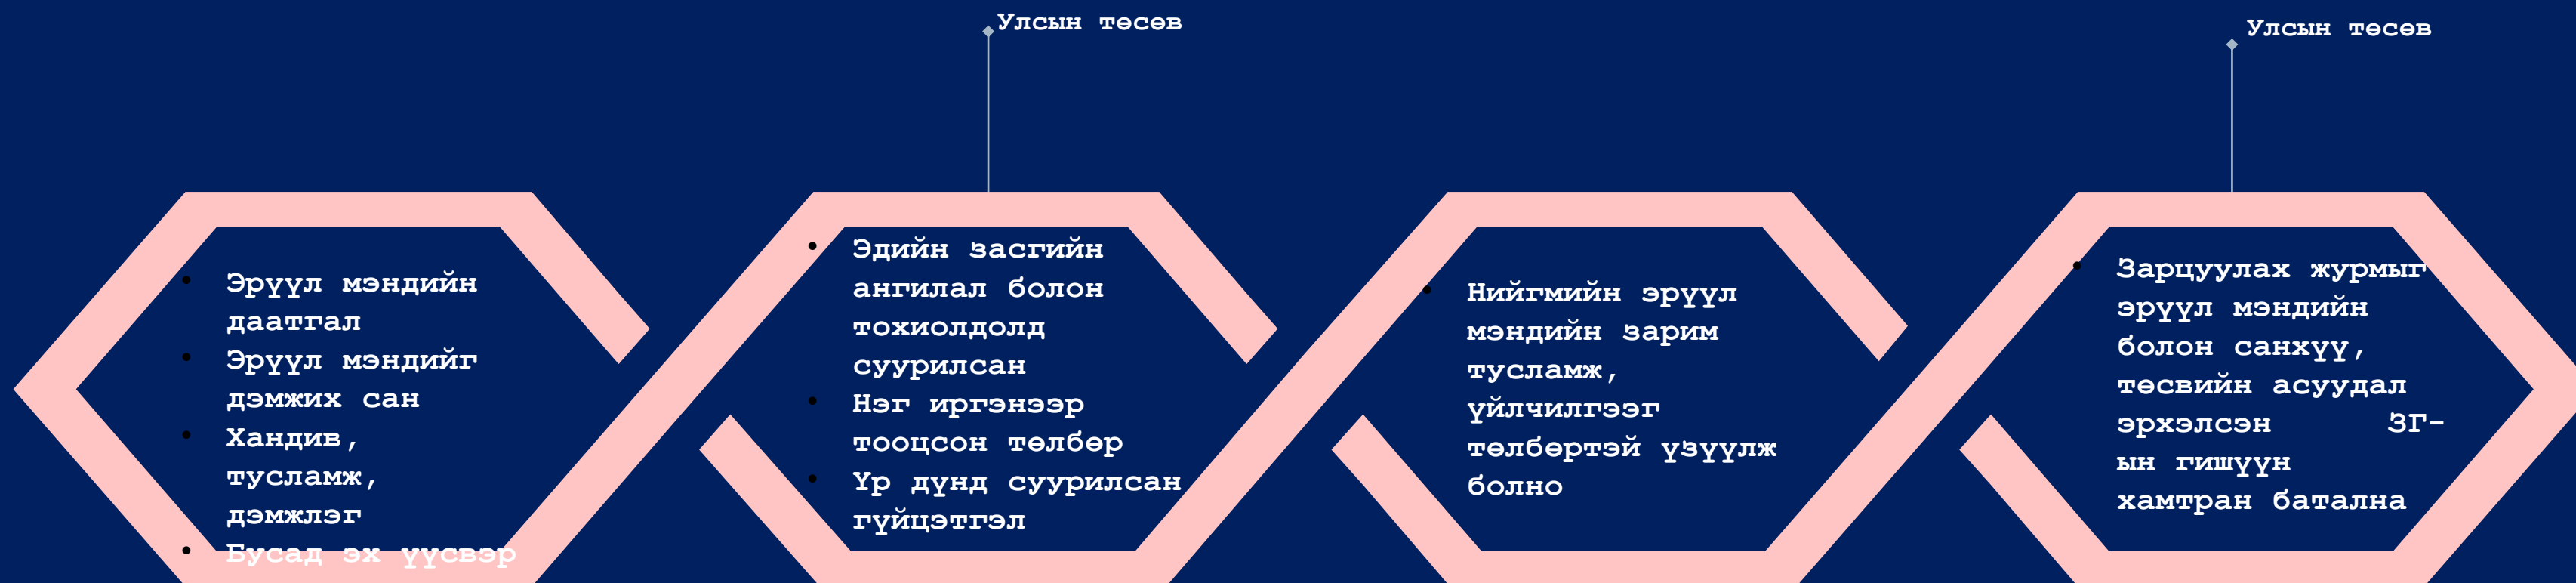 Улсын төсөв
Улсын төсөв
Эрүүл мэндийн
даатгал
Эрүүл мэндийг
дэмжих сан
Хандив,
тусламж,
дэмжлэг
Бусад эх үүсвэр
Эдийн засгийн
ангилал болон
тохиолдолд
суурилсан
Нэг иргэнээр
тооцсон төлбөр
Үр дүнд суурилсан
гүйцэтгэл
Нийгмийн эрүүл
мэндийн зарим
тусламж,
үйлчилгээг
төлбөртэй үзүүлж
болно
Зарцуулах журмыг
эрүүл мэндийн
болон санхүү,
төсвийн асуудал
эрхэлсэн ЗГ-
ын гишүүн
хамтран батална